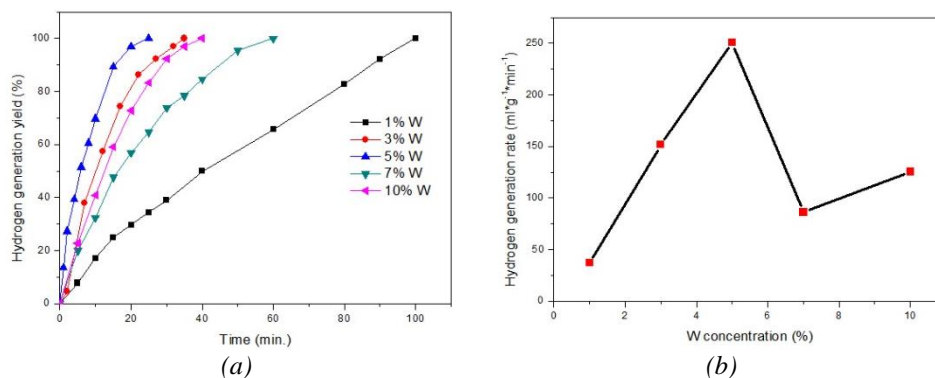 Hydrogen generation yield (%)
100
80
60
40
20
0
1% W
3% W
5% W
7% W
10% W
0 20 40 60 80 100
Time (min.)
(a)
Hydrogen generation rate (ml*g⁻¹*min⁻¹)
250
200
150
100
50
0
0 2 4 6 8 10
W concentration (%)
(b)